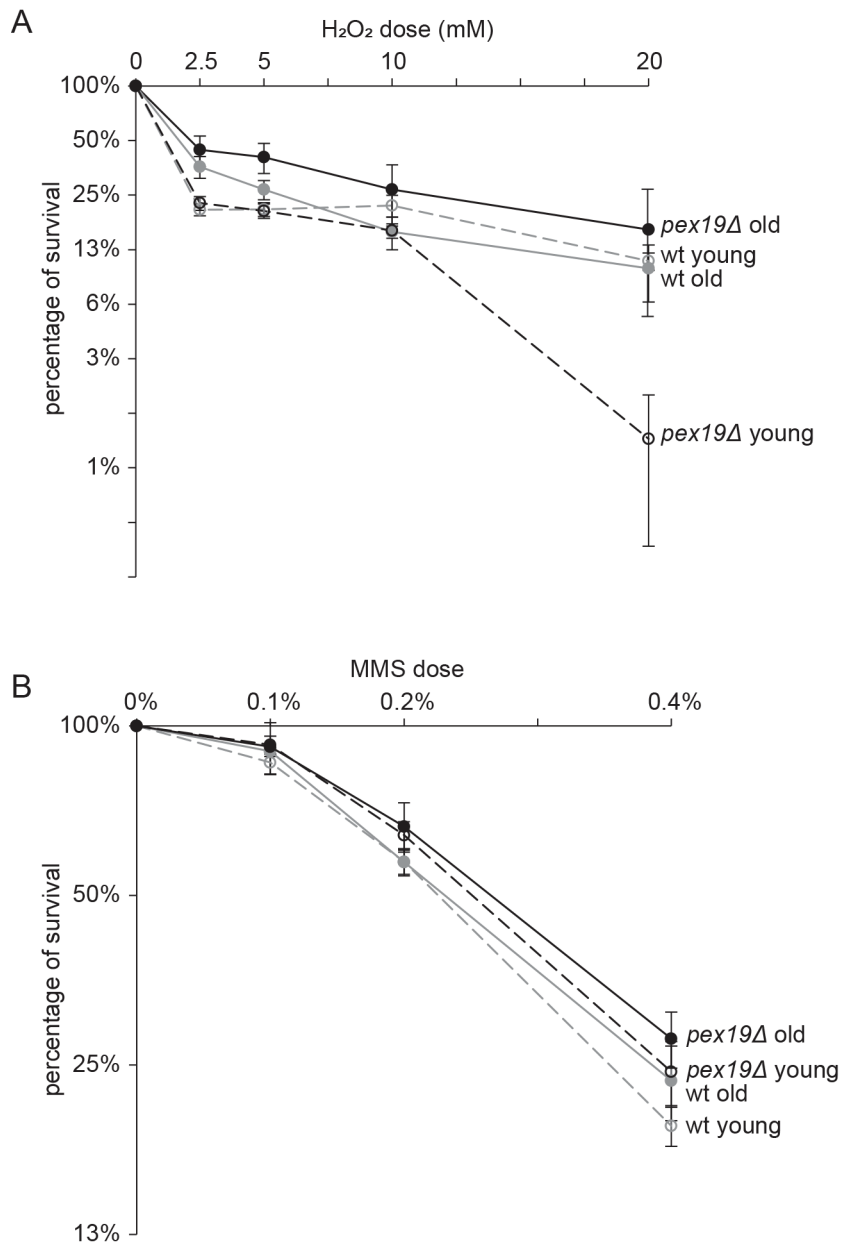 A
H₂O₂ dose (mM)
0 2.5 5 10 20
100%
50%
25%
13%
6%
3%
1%
percentage of survival
pex19Δ old
wt young
wt old
pex19Δ young
B
MMS dose
0% 0.1% 0.2% 0.4%
100%
50%
25%
13%
percentage of survival
pex19Δ old
pex19Δ young
wt old
wt young